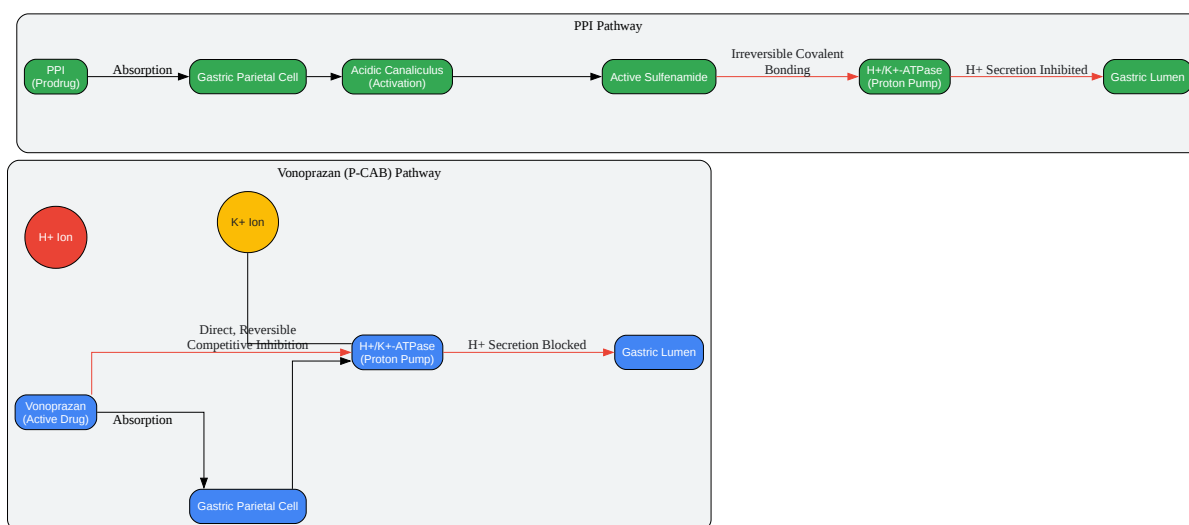 PPI Pathway
PPI
(Prodrug)
Absorption
Gastric Parietal Cell
Acidic Canaliculus
(Activation)
Active Sulfenamide
Irreversible Covalent
Bonding
H+/K+-ATPase
(Proton Pump)
H+ Secretion Inhibited
Gastric Lumen
Vonoprazan (P-CAB) Pathway
H+ Ion
K+ Ion
Direct, Reversible
Competitive Inhibition
H+/K+-ATPase
(Proton Pump)
H+ Secretion Blocked
Gastric Lumen
Vonoprazan
(Active Drug)
Absorption
Gastric Parietal Cell